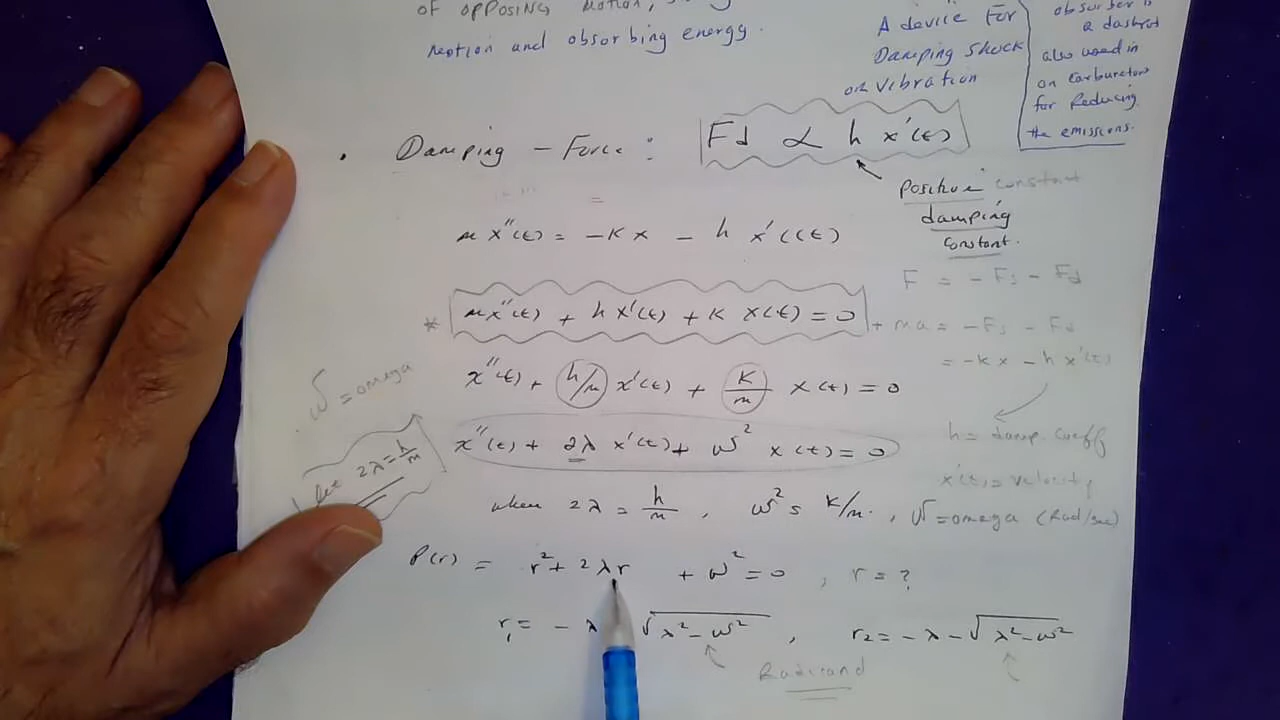 of opposing motion,
motion and obsorbing energy.
A device For
Damping shock
or vibration
obsorber is
a dashpot
also used in
on Carburetors
for Reducing
the emissions.
. Damping - Force : Fd ∝ h x'(t)
positive constant
damping
constant.
m x''(t) = -K x - h x'((t)
F = -Fs - Fd
* m x''(t) + h x'(t) + K x(t) = 0
+ ma = -Fs - Fd
= -K x - h x'(t)
x''(t) + h/m x'(t) + K/m x(t) = 0
ω = omega
x''(t) + 2λ x'(t) + ω² x(t) = 0
h = damp. coeff
let 2λ = h/m
x'(t) = velocity
when 2λ = h/m , ω² s K/m. , ω = omega (Rad/sec)
P(r) = r² + 2λr + ω² = 0 , r = ?
r₁ = - λ √λ² - ω² , r₂ = - λ - √λ² - ω²
Radicand